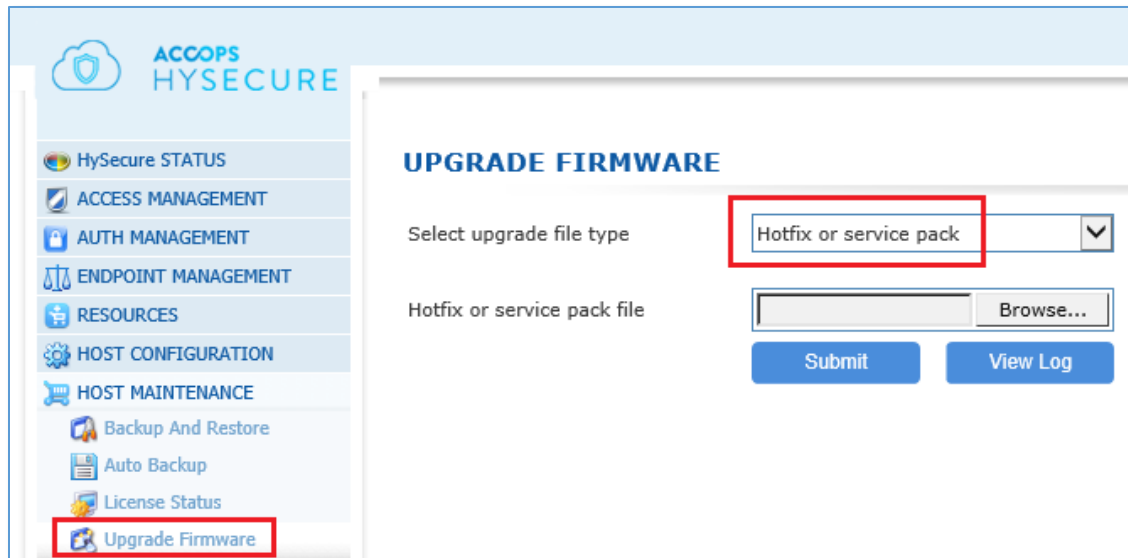 ACCOPS
HYSECURE
HySecure STATUS
ACCESS MANAGEMENT
AUTH MANAGEMENT
ENDPOINT MANAGEMENT
RESOURCES
HOST CONFIGURATION
HOST MAINTENANCE
Backup And Restore
Auto Backup
License Status
Upgrade Firmware
UPGRADE FIRMWARE
Select upgrade file type
Hotfix or service pack
Hotfix or service pack file
Browse...
Submit
View Log